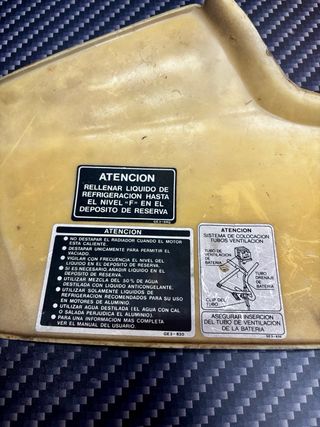 ATENCION
RELLENAR LIQUIDO DE
REFRIGERACION HASTA
EL NIVEL «F» EN EL
DEPOSITO DE RESERVA
ATENCION
● NO DESTAPAR EL RADIADOR CUANDO EL MOTOR
ESTA CALIENTE.
● DESTAPAR UNICAMENTE PARA PERMITIR EL
VACIADO.
● VIGILAR CON FRECUENCIA EL NIVEL DEL
LIQUIDO EN EL DEPOSITO DE RESERVA.
● SI ES NECESARIO AÑADIR LIQUIDO EN EL
DEPOSITO DE RESERVA.
● UTILIZAR MEZCLA DEL 50% DE AGUA
DESTILADA CON LIQUIDO ANTICONGELANTE.
● UTILIZAR SOLAMENTE LIQUIDOS DE
REFRIGERACION RECOMENDADOS PARA SU USO
EN MOTORES DE ALUMINIO.
● UTILIZAR AGUA DESTILADA (EL AGUA CON CAL
O SALADA PERJUDICA EL ALUMINIO).
● PARA UNA INFORMACION MAS COMPLETA
VER EL MANUAL DEL USUARIO.
GE3-830
ATENCION
SISTEMA DE COLOCACION
TUBOS VENTILACION
TUBO DE
VENTILACION
DE
BATERIA
TUBO
DRENAJE
DE
BATERIA
CLIP DEL
TUBO
ASEGURAR INSERCION
DEL TUBO DE VENTILACION
DE LA BATERIA